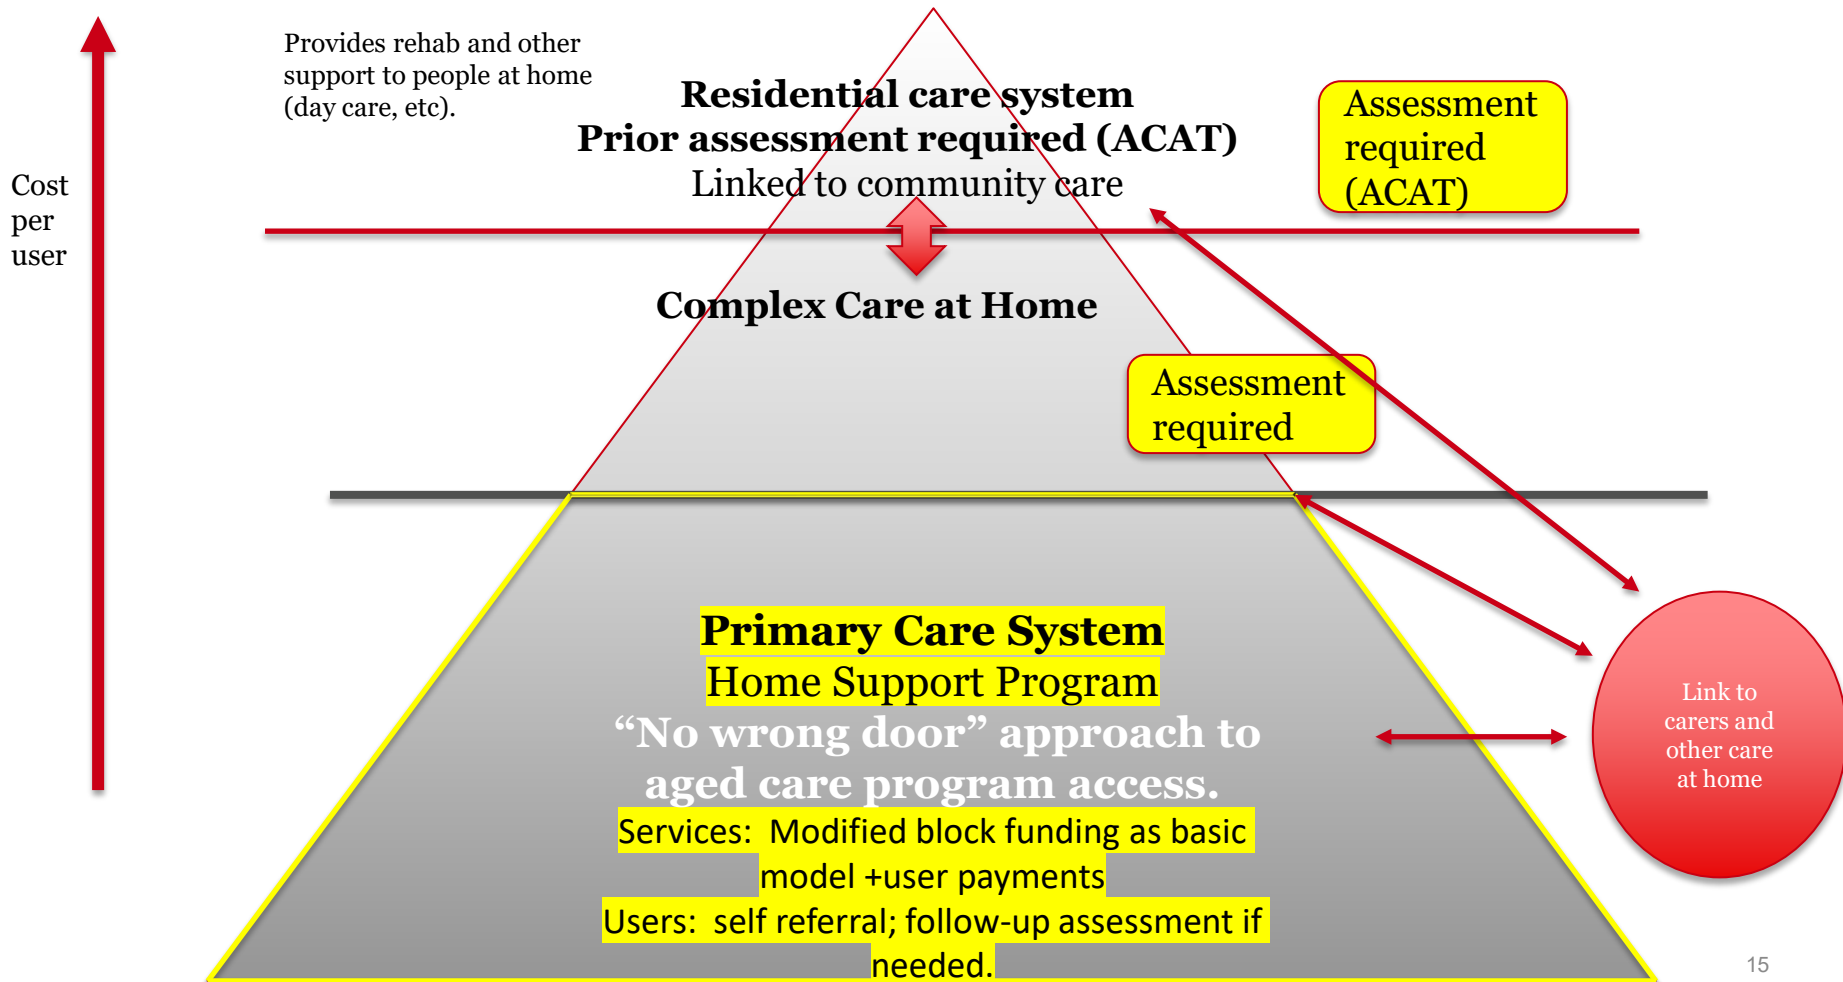 Provides rehab and other
support to people at home
(day care, etc).
Residential care system
Prior assessment required (ACAT)
Linked to community care
Assessment
required
(ACAT)
Cost
per
user
Complex Care at Home
Assessment
required
Primary Care System
Home Support Program
“No wrong door” approach to
aged care program access.
Services:  Modified block funding as basic
model +user payments
Users:  self referral; follow-up assessment if
needed.
Link to
carers and
other care
at home
15